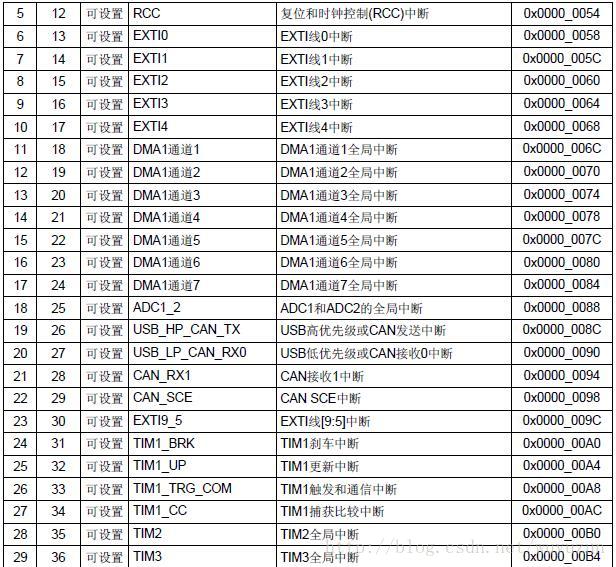 5 12 可设置 RCC 复位和时钟控制(RCC)中断 0x0000_0054
6 13 可设置 EXTI0 EXTI线0中断 0x0000_0058
7 14 可设置 EXTI1 EXTI线1中断 0x0000_005C
8 15 可设置 EXTI2 EXTI线2中断 0x0000_0060
9 16 可设置 EXTI3 EXTI线3中断 0x0000_0064
10 17 可设置 EXTI4 EXTI线4中断 0x0000_0068
11 18 可设置 DMA1通道1 DMA1通道1全局中断 0x0000_006C
12 19 可设置 DMA1通道2 DMA1通道2全局中断 0x0000_0070
13 20 可设置 DMA1通道3 DMA1通道3全局中断 0x0000_0074
14 21 可设置 DMA1通道4 DMA1通道4全局中断 0x0000_0078
15 22 可设置 DMA1通道5 DMA1通道5全局中断 0x0000_007C
16 23 可设置 DMA1通道6 DMA1通道6全局中断 0x0000_0080
17 24 可设置 DMA1通道7 DMA1通道7全局中断 0x0000_0084
18 25 可设置 ADC1_2 ADC1和ADC2的全局中断 0x0000_0088
19 26 可设置 USB_HP_CAN_TX USB高优先级或CAN发送中断 0x0000_008C
20 27 可设置 USB_LP_CAN_RX0 USB低优先级或CAN接收0中断 0x0000_0090
21 28 可设置 CAN_RX1 CAN接收1中断 0x0000_0094
22 29 可设置 CAN_SCE CAN SCE中断 0x0000_0098
23 30 可设置 EXTI9_5 EXTI线[9:5]中断 0x0000_009C
24 31 可设置 TIM1_BRK TIM1刹车中断 0x0000_00A0
25 32 可设置 TIM1_UP TIM1更新中断 0x0000_00A4
26 33 可设置 TIM1_TRG_COM TIM1触发和通信中断 0x0000_00A8
27 34 可设置 TIM1_CC TIM1捕获比较中断 0x0000_00AC
28 35 可设置 TIM2 TIM2全局中断 0x0000_00B0
29 36 可设置 TIM3 TIM3全局中断 0x0000_00B4
http://blog.csdn.net/